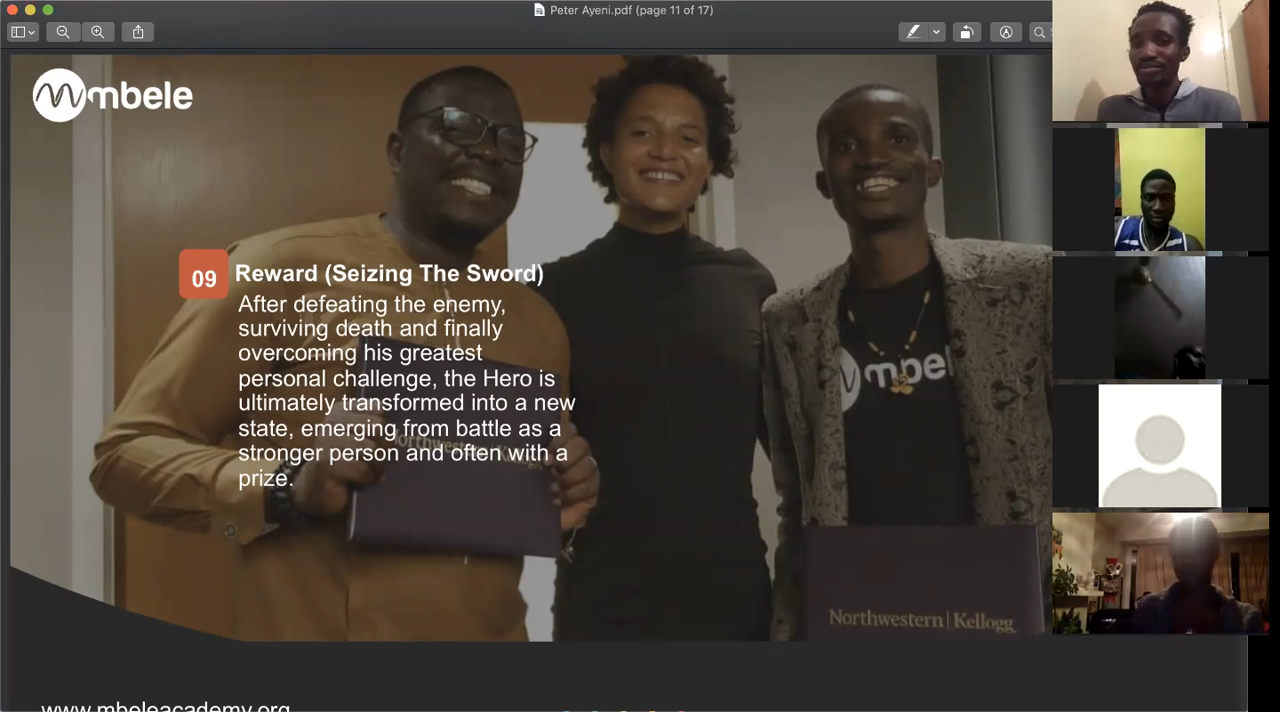 Peter Ayeni.pdf (page 11 of 17)
mbele
09
Reward (Seizing The Sword)
After defeating the enemy,
surviving death and finally
overcoming his greatest
personal challenge, the Hero is
ultimately transformed into a new
state, emerging from battle as a
stronger person and often with a
prize.
Northwestern
mbel
Northwestern | Kellogg
www.mbeleacademy.org